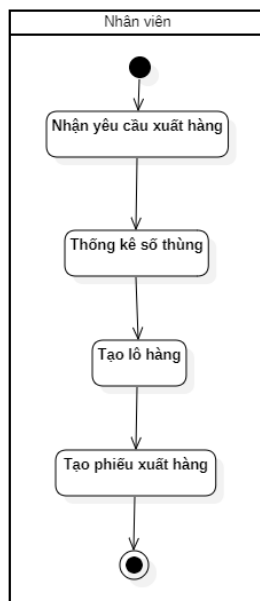 Nhân viên
Nhận yêu cầu xuất hàng
Thống kê số thùng
Tạo lô hàng
Tạo phiếu xuất hàng